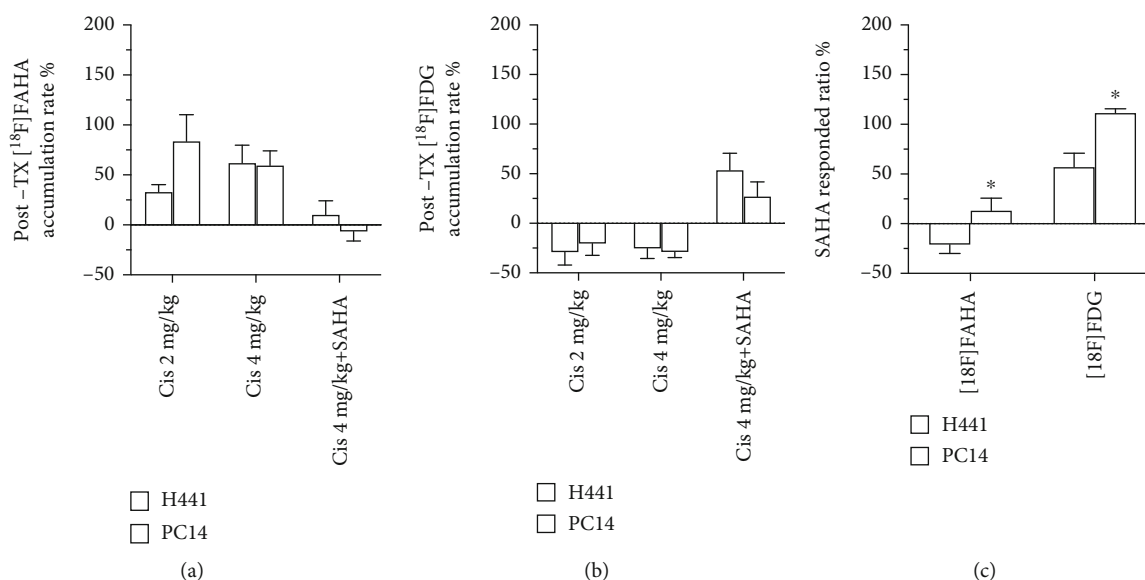 Post –TX [¹⁸F]FAHA
accumulation rate %
200
150
100
50
0
–50
Cis 2 mg/kg
Cis 4 mg/kg
Cis 4 mg/kg+SAHA
H441
PC14
(a)
Post –TX [¹⁸F]FDG
accumulation rate %
200
150
100
50
0
–50
Cis 2 mg/kg
Cis 4 mg/kg
Cis 4 mg/kg+SAHA
H441
PC14
(b)
SAHA responded ratio %
200
150
100
50
0
–50
*
*
[18F]FAHA
[18F]FDG
H441
PC14
(c)